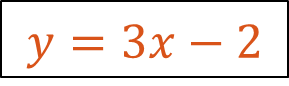 y = 3x − 2